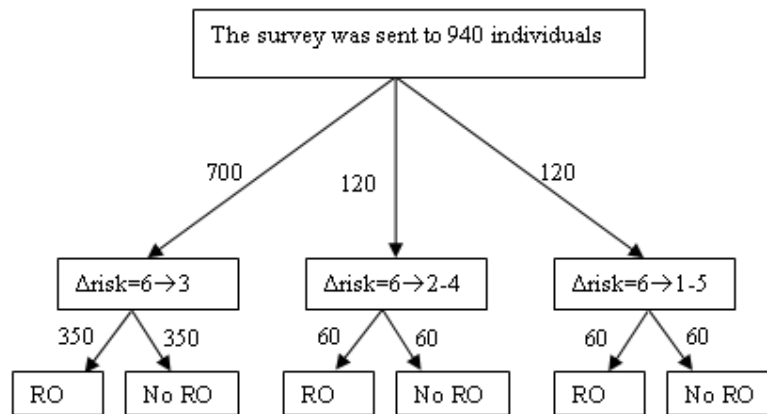 The survey was sent to 940 individuals
700
120
120
Δrisk=6→3
Δrisk=6→2-4
Δrisk=6→1-5
350
350
60
60
60
60
RO
No RO
RO
No RO
RO
No RO